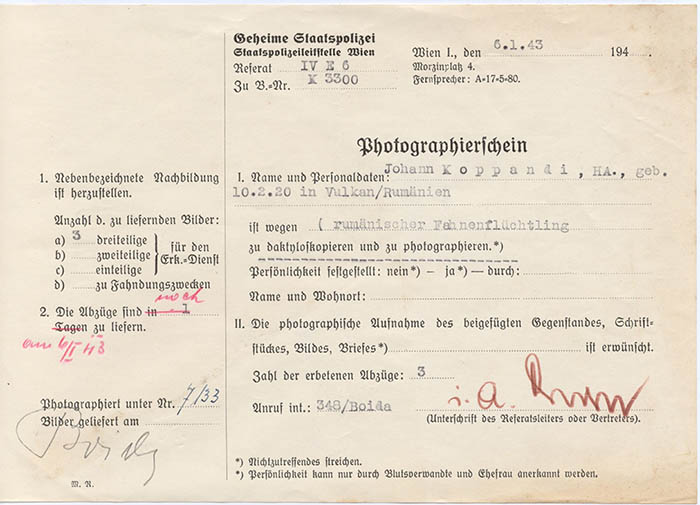 Geheime Staatspolizei
Staatspolizeileitstelle Wien
Referat IV E 6
Zu B.=Nr. K 3300
Wien I., den 6.1.43 194
Morzinplatz 4.
Fernsprecher: A=17=5=80.
Photographierschein
1. Nebenbezeichnete Nachbildung
ist herzustellen.
Anzahl d. zu liefernden Bilder:
a) 3 dreiteilige
b) zweiteilige
c) einteilige
für den
Erk.=Dienst
d) zu Fahndungszwecken
noch
2. Die Abzüge sind in 1
Tagen zu liefern.
am 6/I 43
Photographiert unter Nr. 7/33
Bilder geliefert am
Boida
M. R.
I. Name und Personaldaten: Johann Koppandi, HA., geb.
10.2.20 in Vulkan/Rumänien
ist wegen ( rumänischer Fahnenflüchtling
zu daktyloskopieren und zu photographieren.*)
Persönlichkeit festgestellt: nein*) – ja*) — durch:
Name und Wohnort:
II. Die photographische Aufnahme des beigefügten Gegenstandes, Schrift=
stückes, Bildes, Briefes*) ist erwünscht.
Zahl der erbetenen Abzüge: 3
i. A.
Anruf int.: 348/Boida
(Unterschrift des Referatsleiters oder Vertreters).
*) Nichtzutreffendes streichen.
*) Persönlichkeit kann nur durch Blutsverwandte und Ehefrau anerkannt werden.